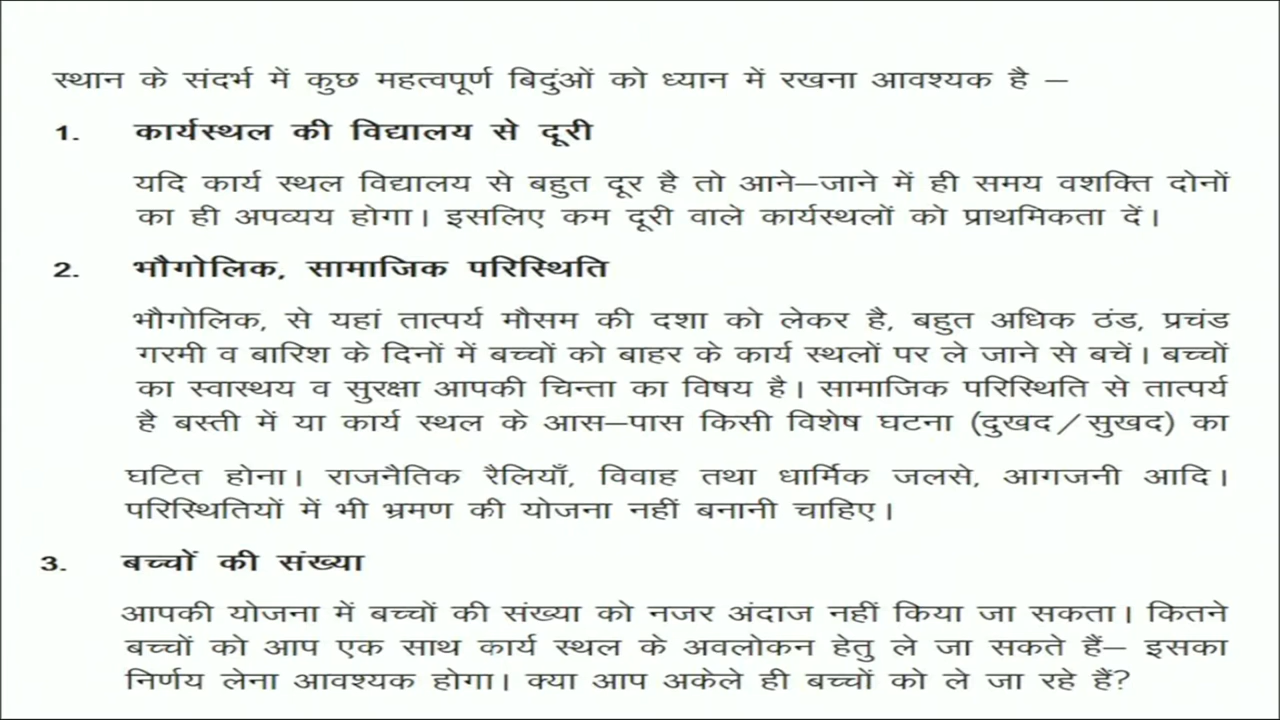 स्थान के संदर्भ में कुछ महत्वपूर्ण बिदुंओं को ध्यान में रखना आवश्यक है –
1. कार्यस्थल की विद्यालय से दूरी
यदि कार्य स्थल विद्यालय से बहुत दूर है तो आने–जाने में ही समय वशक्ति दोनों
का ही अपव्यय होगा। इसलिए कम दूरी वाले कार्यस्थलों को प्राथमिकता दें।
2. भौगोलिक, सामाजिक परिस्थिति
भौगोलिक, से यहां तात्पर्य मौसम की दशा को लेकर है, बहुत अधिक ठंड, प्रचंड
गरमी व बारिश के दिनों में बच्चों को बाहर के कार्य स्थलों पर ले जाने से बचें। बच्चों
का स्वास्थय व सुरक्षा आपकी चिन्ता का विषय है। सामाजिक परिस्थिति से तात्पर्य
है बस्ती में या कार्य स्थल के आस–पास किसी विशेष घटना (दुखद/सुखद) का
घटित होना। राजनैतिक रैलियाँ, विवाह तथा धार्मिक जलसे, आगजनी आदि।
परिस्थितियों में भी भ्रमण की योजना नहीं बनानी चाहिए।
3. बच्चों की संख्या
आपकी योजना में बच्चों की संख्या को नजर अंदाज नहीं किया जा सकता। कितने
बच्चों को आप एक साथ कार्य स्थल के अवलोकन हेतु ले जा सकते हैं– इसका
निर्णय लेना आवश्यक होगा। क्या आप अकेले ही बच्चों को ले जा रहे हैं?